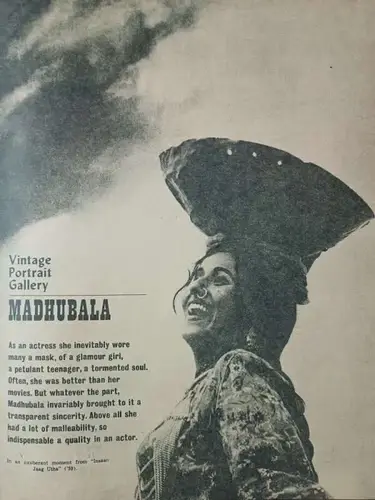 Vintage
Portrait
Gallery
MADHUBALA
As an actress she inevitably wore
many a mask, of a glamour girl,
a petulant teenager, a tormented soul.
Often, she was better than her
movies. But whatever the part,
Madhubala invariably brought to it a
transparent sincerity. Above all she
had a lot of malleability, so
indispensable a quality in an actor.
In an exuberant moment from "Insan
Jaag Utha" ('59).